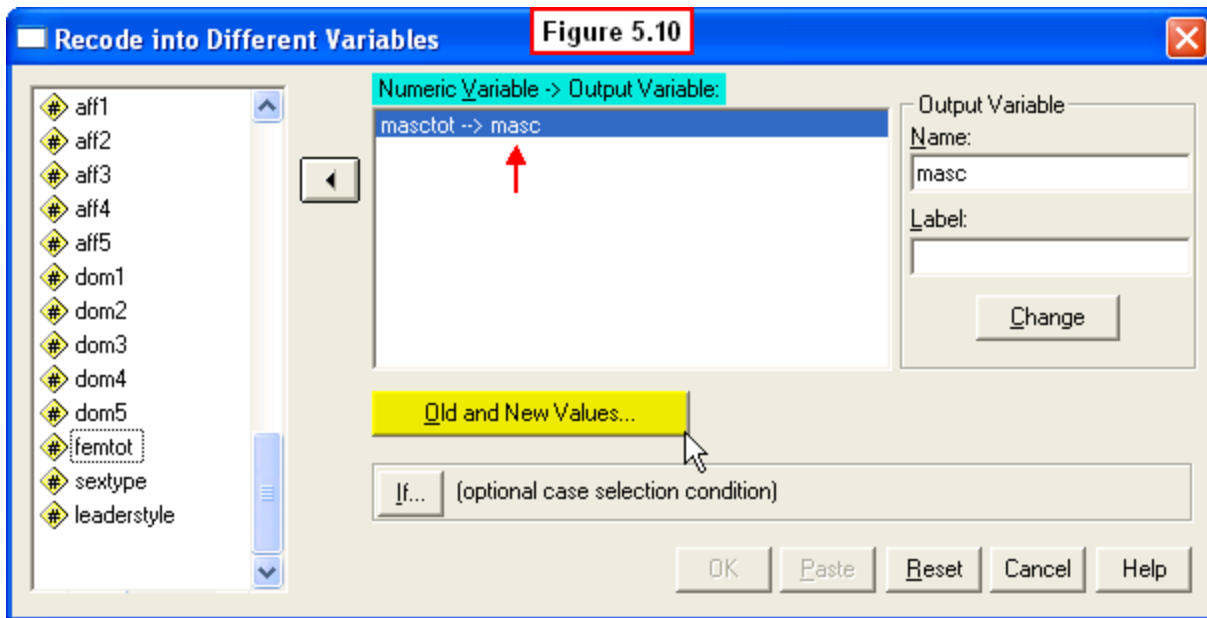 Recode into Different Variables
Figure 5.10
aff1
aff2
aff3
aff4
aff5
dom1
dom2
dom3
dom4
dom5
femtot
sextype
leaderstyle
Numeric Variable -> Output Variable:
masctot --> masc
Output Variable
Name:
masc
Label:
Change
Old and New Values...
If... (optional case selection condition)
OK Paste Reset Cancel Help